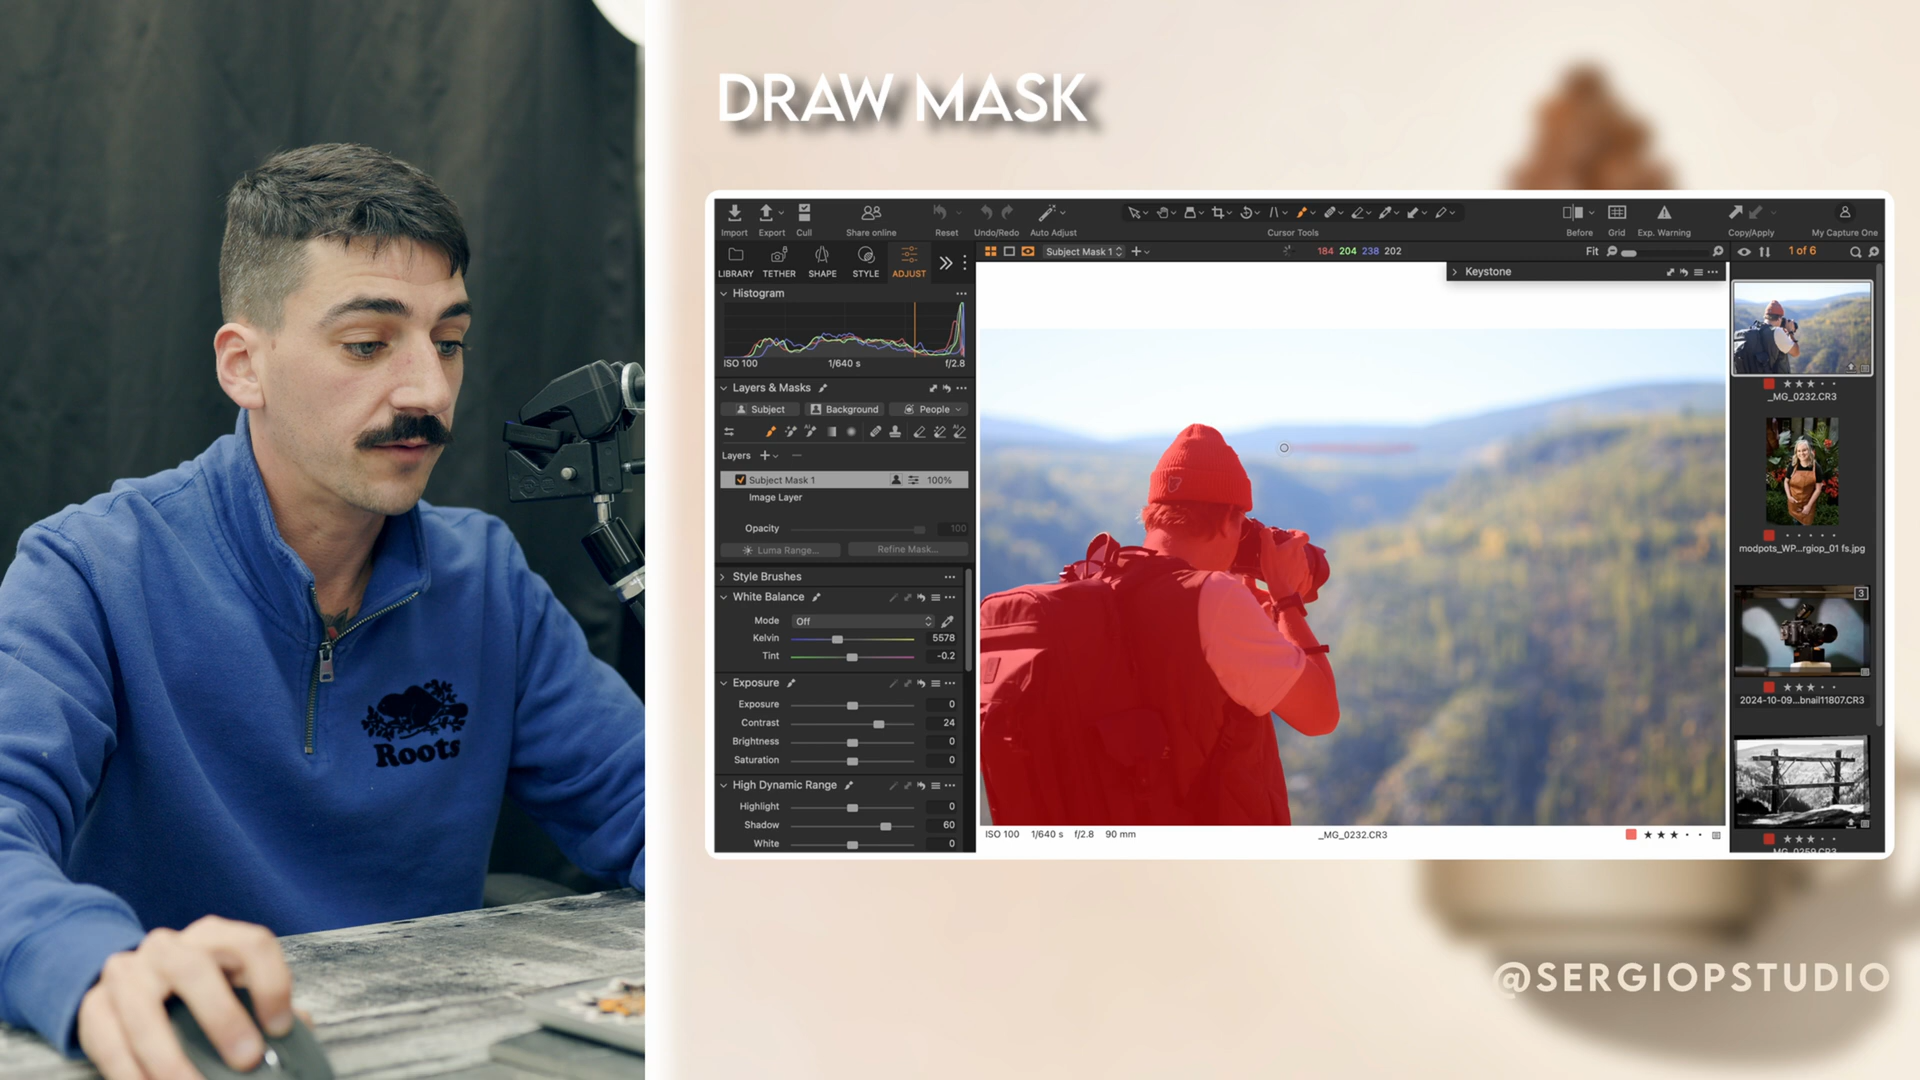 DRAW MASK
Import
Export
Cull
Share online
Reset
Undo/Redo
Auto Adjust
Cursor Tools
Before
Grid
Exp. Warning
Copy/Apply
My Capture One
LIBRARY
TETHER
SHAPE
STYLE
ADJUST
Subject Mask 1
184 204 238 202
Fit
1 of 6
Keystone
Histogram
ISO 100 1/640 s f/2.8
Layers & Masks
Subject
Background
People
Layers
Subject Mask 1 100%
Image Layer
Opacity 100
Luma Range...
Refine Mask...
Style Brushes
White Balance
Mode Off
Kelvin 5578
Tint -0.2
Exposure
Exposure 0
Contrast 24
Brightness 0
Saturation 0
High Dynamic Range
Highlight 0
Shadow 60
White 0
ISO 100 1/640 s f/2.8 90 mm
_MG_0232.CR3
_MG_0232.CR3
modpots_WP...rgiop_01 fs.jpg
3
2024-10-09...bnail11807.CR3
_MG_0259.CR3
Roots
@SERGIOPSTUDIO